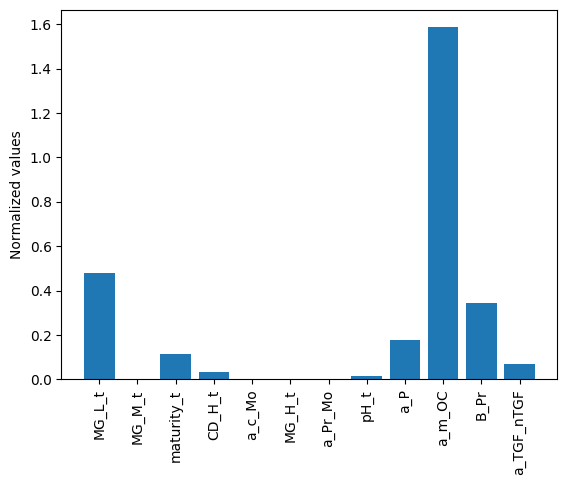 Normalized values
1.6
1.4
1.2
1.0
0.8
0.6
0.4
0.2
0.0
MG_L_t
MG_M_t
maturity_t
CD_H_t
a_c_Mo
MG_H_t
a_Pr_Mo
pH_t
a_P
a_m_OC
B_Pr
a_TGF_nTGF